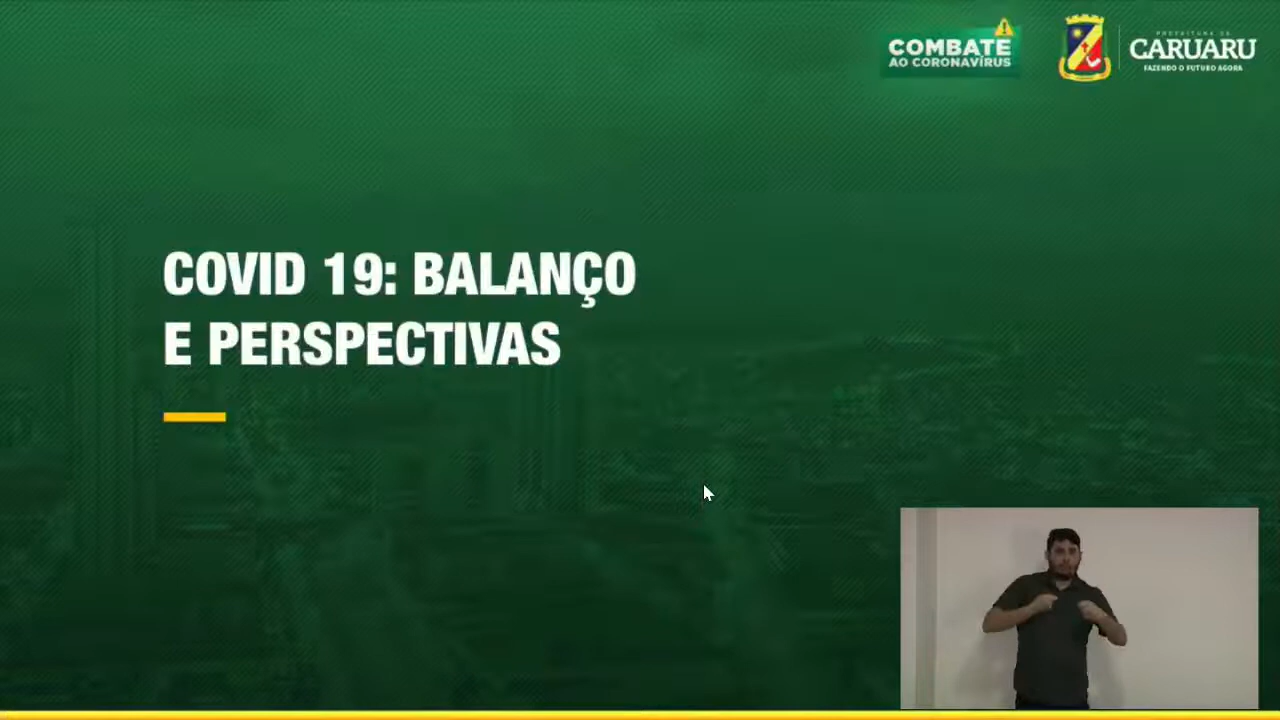 COMBATE
AO CORONAVÍRUS
PREFEITURA DE
CARUARU
FAZENDO O FUTURO AGORA
COVID 19: BALANÇO
E PERSPECTIVAS